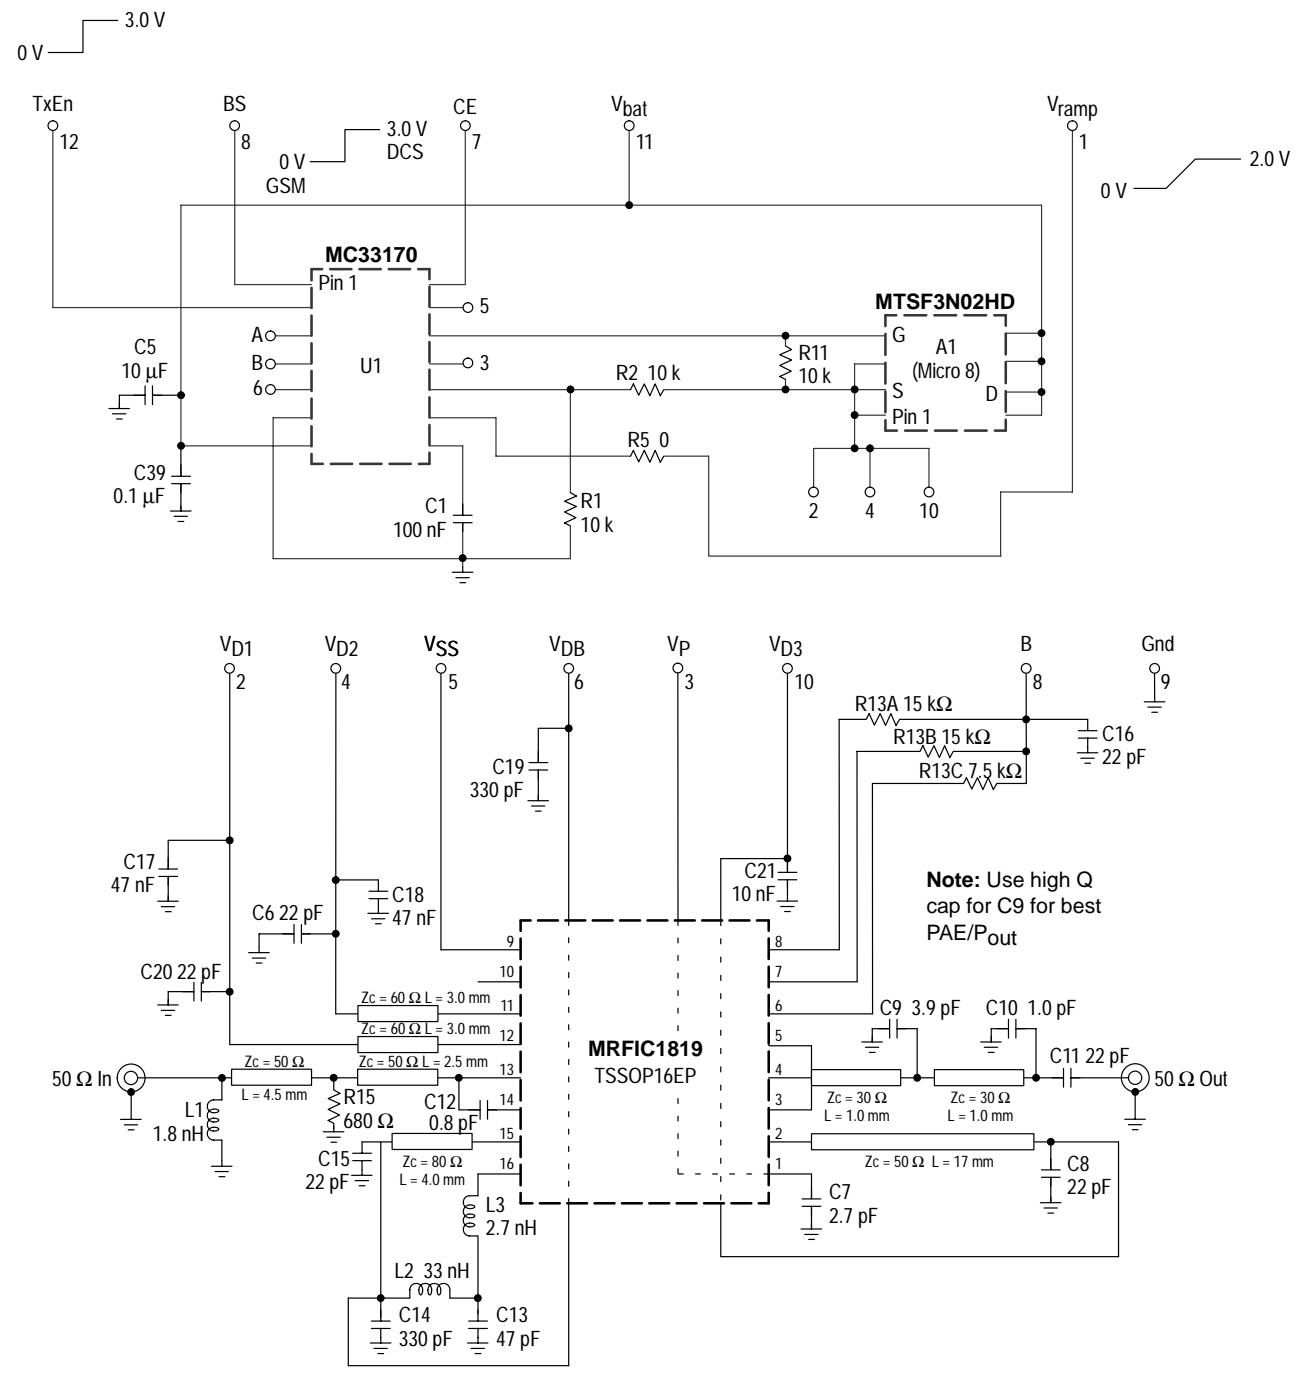 3.0 V
0 V
TxEn
12
BS
8
CE
7
Vbat
11
Vramp
1
3.0 V
DCS
0 V
GSM
2.0 V
0 V
MC33170
Pin 1
U1
A
B
6
5
3
MTSF3N02HD
G
A1
(Micro 8)
S
D
Pin 1
R11
10 k
R2 10 k
R5 0
C5
10 µF
C39
0.1 µF
C1
100 nF
R1
10 k
2
4
10
VD1
2
VD2
4
VSS
5
VDB
6
VP
3
VD3
10
B
8
Gnd
9
R13A 15 kΩ
R13B 15 kΩ
R13C 7.5 kΩ
C16
22 pF
C19
330 pF
C17
47 nF
C18
47 nF
C6 22 pF
C20 22 pF
C21
10 nF
Note: Use high Q
cap for C9 for best
PAE/Pout
9
10
11
12
13
14
15
16
8
7
6
5
4
3
2
1
MRFIC1819
TSSOP16EP
Zc = 60 Ω L = 3.0 mm
Zc = 60 Ω L = 3.0 mm
Zc = 50 Ω
L = 4.5 mm
Zc = 50 Ω L = 2.5 mm
50 Ω In
L1
1.8 nH
R15
680 Ω
C12
0.8 pF
C15
22 pF
Zc = 80 Ω
L = 4.0 mm
L3
2.7 nH
L2 33 nH
C14
330 pF
C13
47 pF
C9 3.9 pF
C10 1.0 pF
C11 22 pF
50 Ω Out
Zc = 30 Ω
L = 1.0 mm
Zc = 30 Ω
L = 1.0 mm
Zc = 50 Ω L = 17 mm
C8
22 pF
C7
2.7 pF